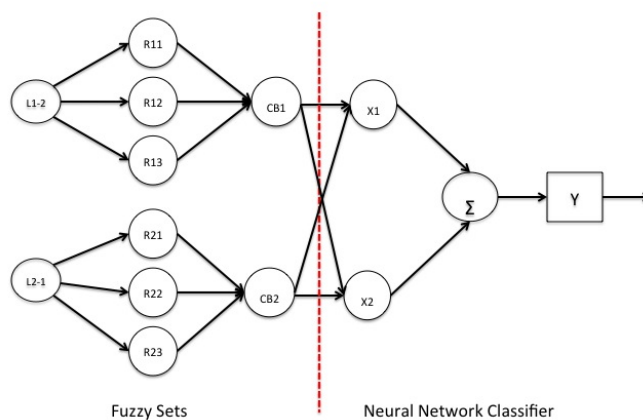 R11
L1-2
R12
CB1
X1
R13
Σ
Y
R21
L2-1
R22
CB2
X2
R23
Fuzzy Sets
Neural Network Classifier